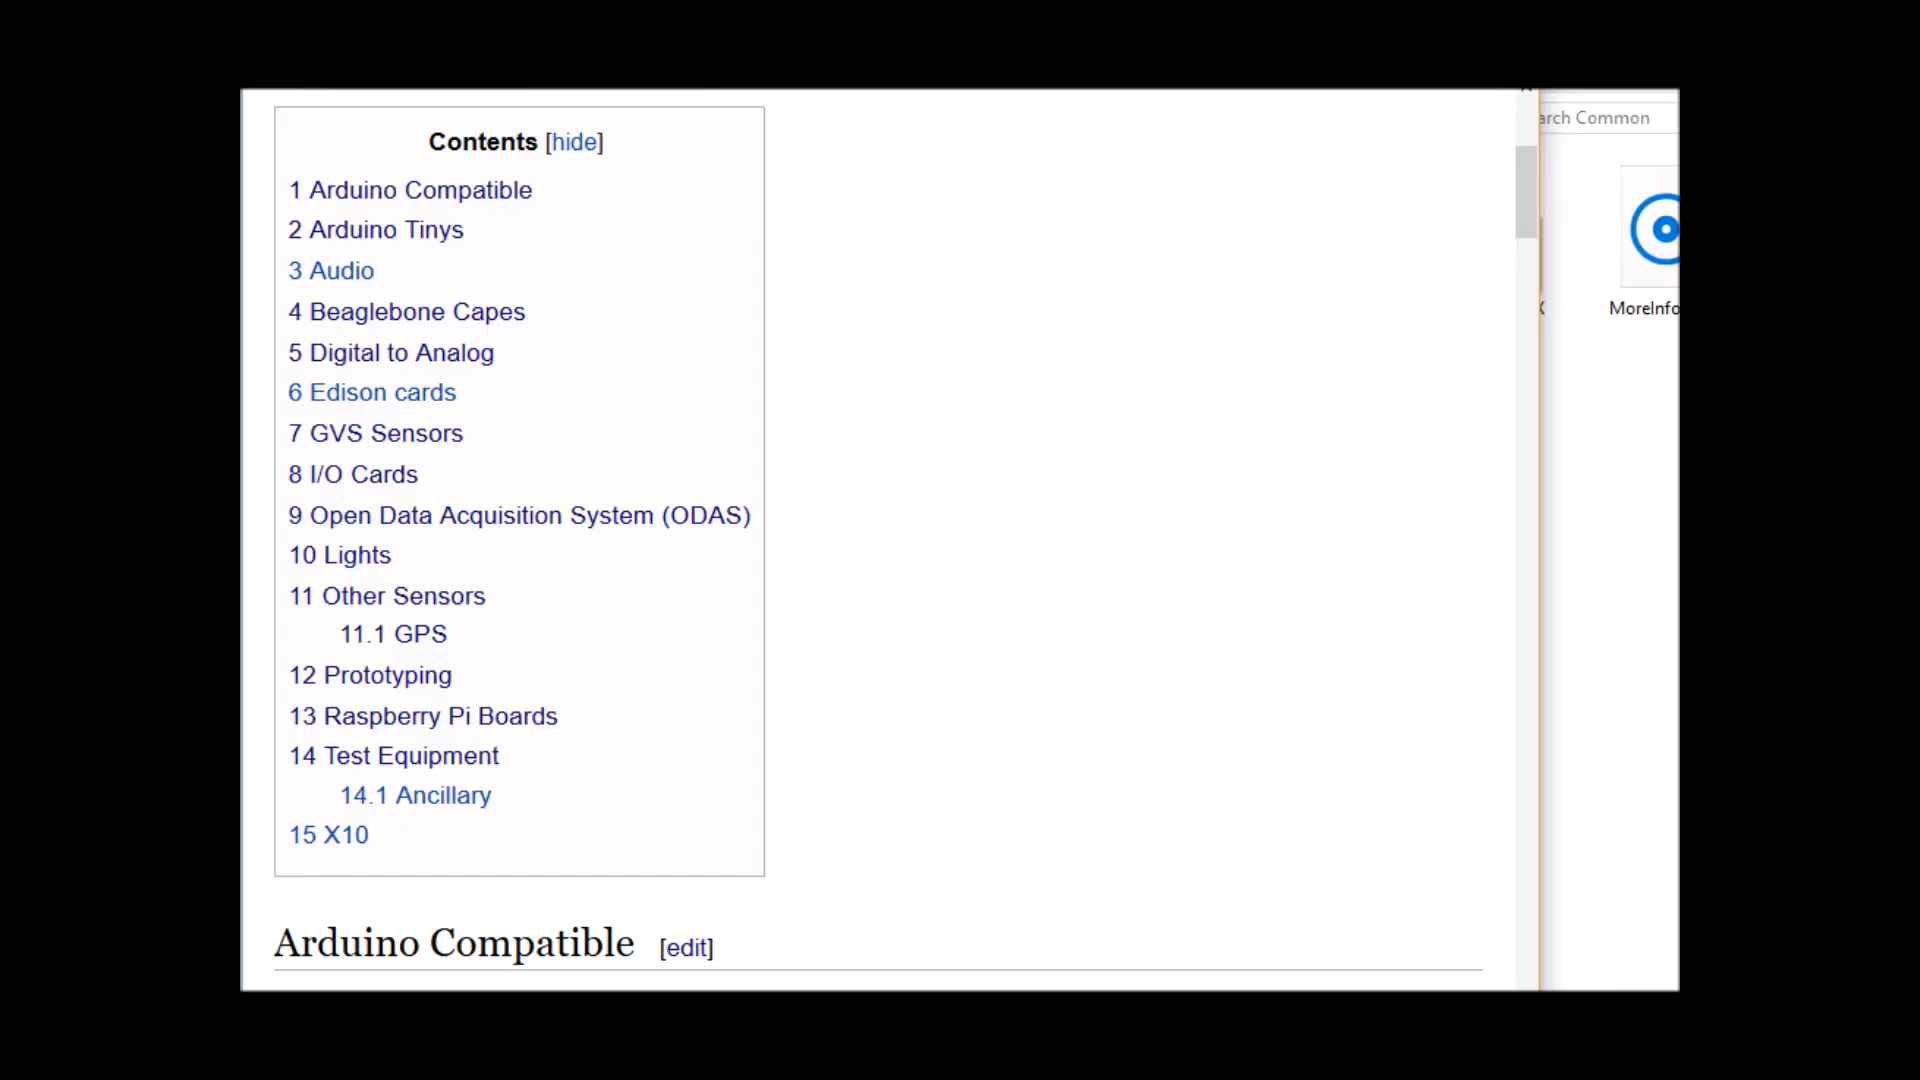 Contents [hide]
1 Arduino Compatible
2 Arduino Tinys
3 Audio
4 Beaglebone Capes
5 Digital to Analog
6 Edison cards
7 GVS Sensors
8 I/O Cards
9 Open Data Acquisition System (ODAS)
10 Lights
11 Other Sensors
11.1 GPS
12 Prototyping
13 Raspberry Pi Boards
14 Test Equipment
14.1 Ancillary
15 X10
Arduino Compatible [edit]
arch Common
X
MoreInfo